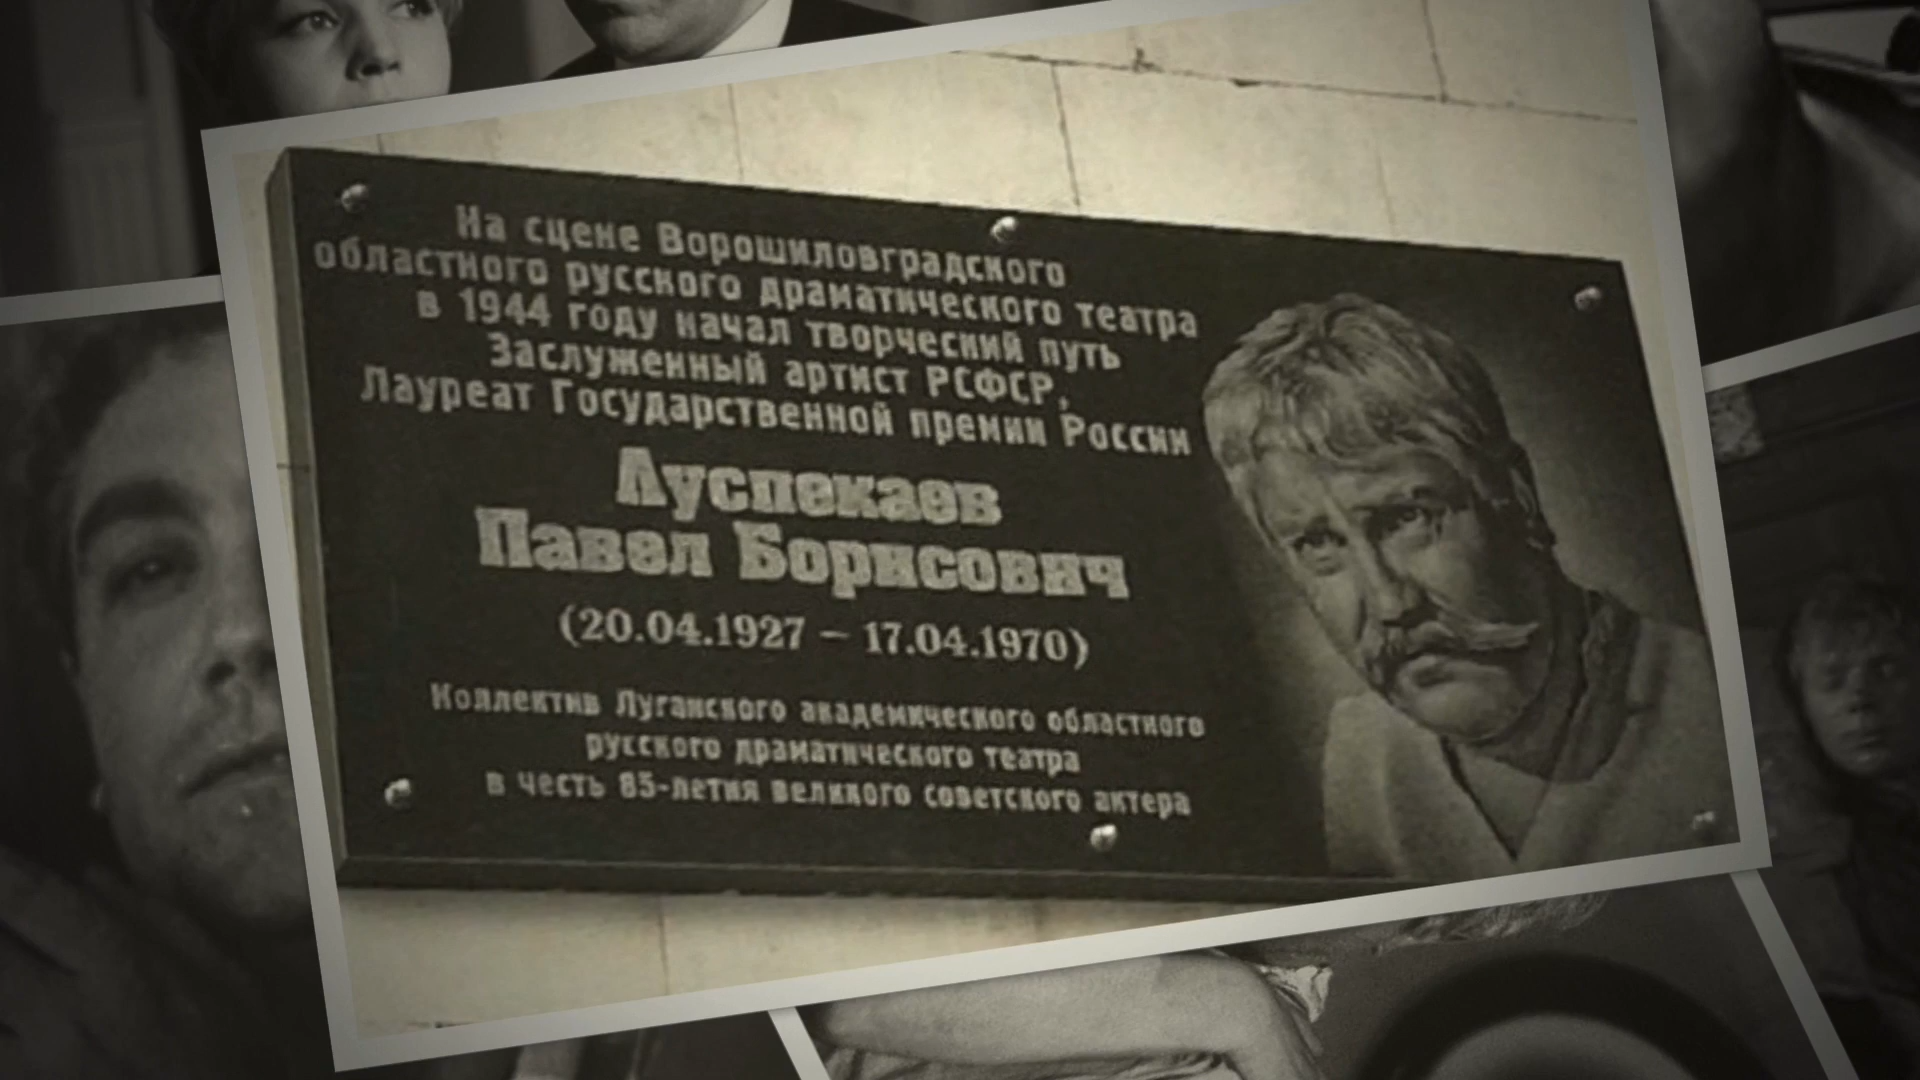 На сцене Ворошиловградского
областного русского драматического театра
в 1944 году начал творческий путь
Заслуженный артист РСФСР,
Лауреат Государственной премии России
Луспекаев
Павел Борисович
(20.04.1927 – 17.04.1970)
Коллектив Луганского академического областного
русского драматического театра
в честь 85-летия великого советского актера